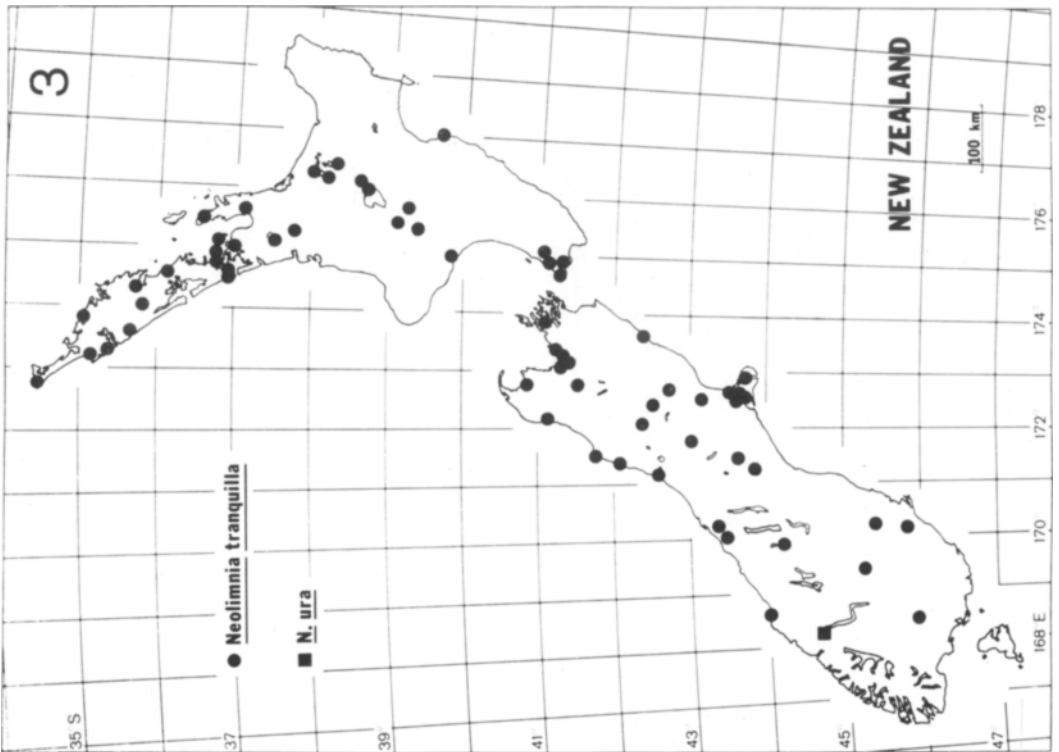 3
NEW ZEALAND
100 km
● Neolimnia tranquilla
■ N. ura
35 S
37
39
41
43
45
47
168°E
170
172
174
176
178